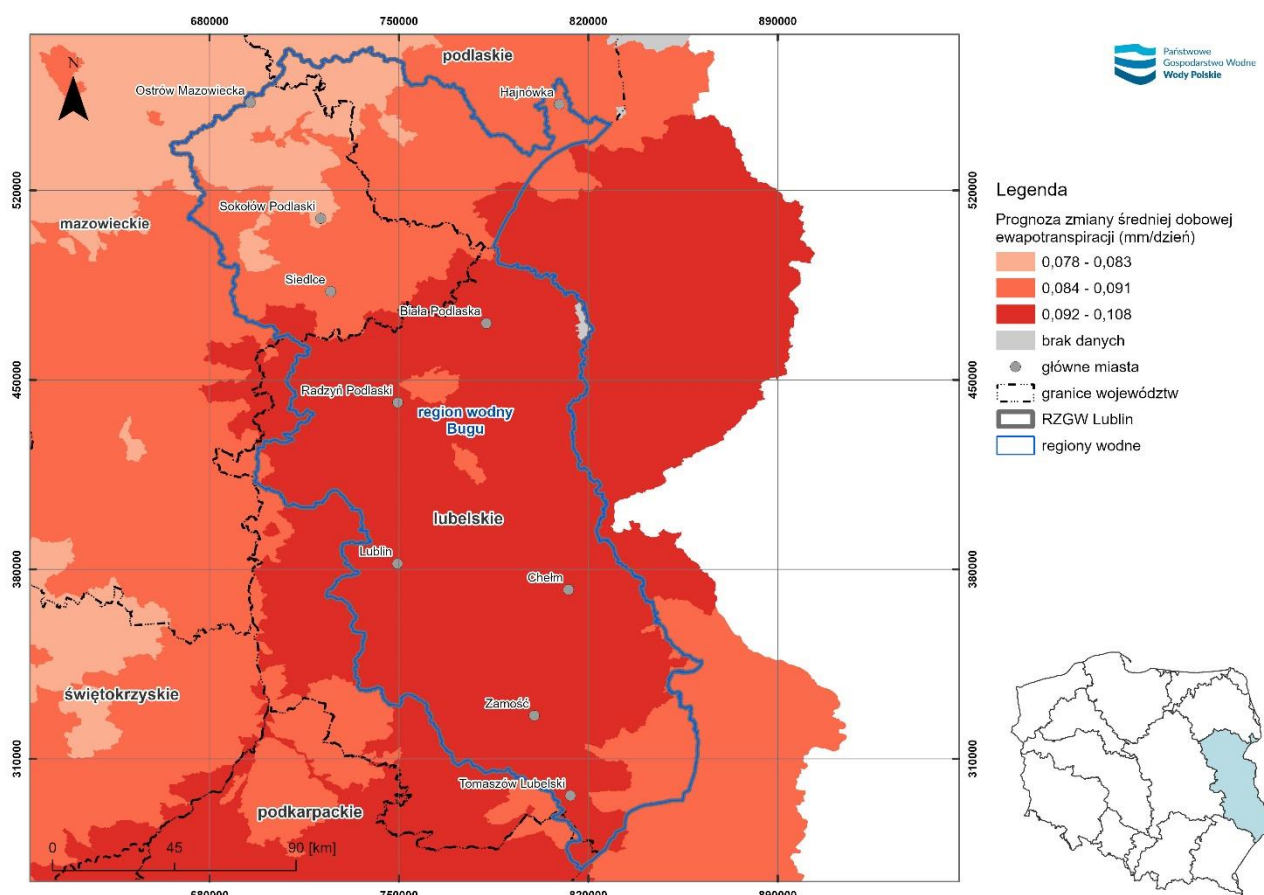 680000 750000 820000 890000
podlaskie
N
Państwowe
Gospodarstwo Wodne
Wody Polskie
Ostrów Mazowiecka
Hajnówka
520000 520000
Legenda
Prognoza zmiany średniej dobowej
ewapotranspiracji (mm/dzień)
0,078 - 0,083
0,084 - 0,091
0,092 - 0,108
brak danych
główne miasta
granice województw
RZGW Lublin
regiony wodne
Sokołów Podlaski
mazowieckie
Siedlce
Biała Podlaska
450000 450000
Radzyń Podlaski
region wodny
Bugu
lubelskie
Lublin
380000 380000
Chełm
świętokrzyskie
Zamość
310000 310000
Tomaszów Lubelski
podkarpackie
0 45 90 [km]
680000 750000 820000 890000